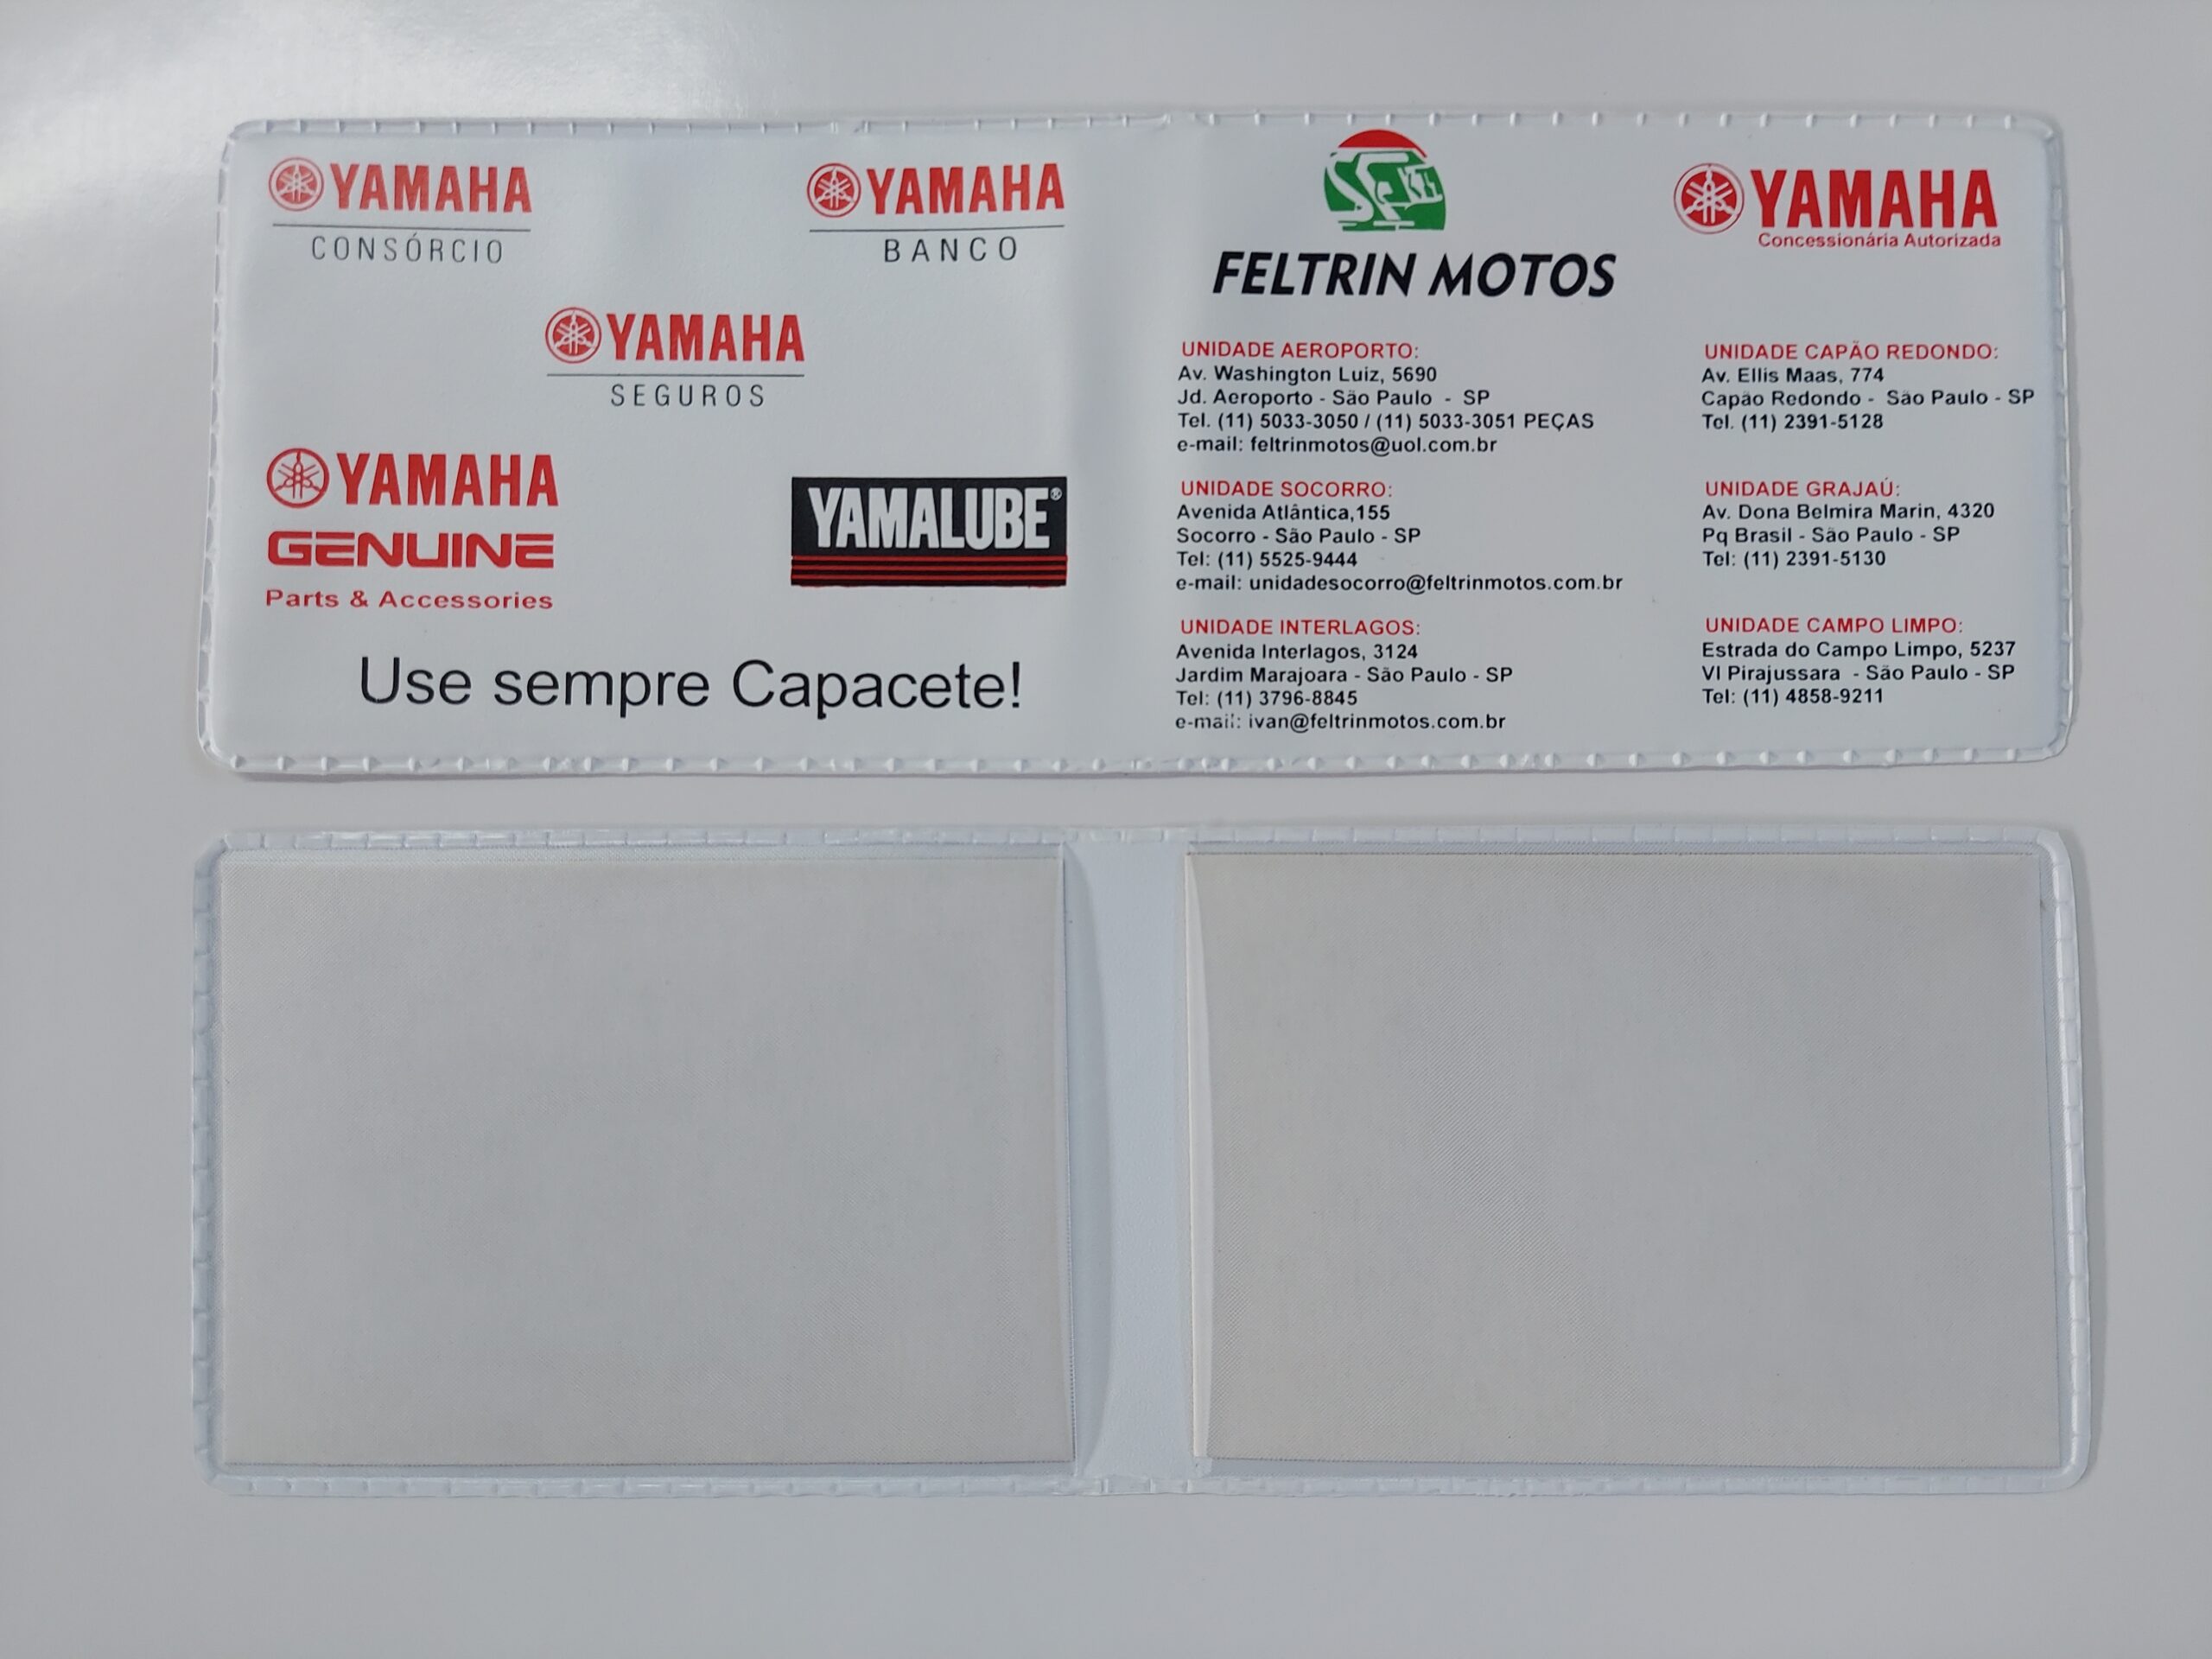 YAMAHA
CONSÓRCIO
YAMAHA
BANCO
YAMAHA
SEGUROS
YAMAHA
GENUINE
Parts & Accessories
YAMALUBE®
Use sempre Capacete!
FELTRIN MOTOS
YAMAHA
Concessionária Autorizada
UNIDADE AEROPORTO:
Av. Washington Luiz, 5690
Jd. Aeroporto - São Paulo - SP
Tel. (11) 5033-3050 / (11) 5033-3051 PEÇAS
e-mail: feltrinmotos@uol.com.br
UNIDADE SOCORRO:
Avenida Atlântica,155
Socorro - São Paulo - SP
Tel: (11) 5525-9444
e-mail: unidadesocorro@feltrinmotos.com.br
UNIDADE INTERLAGOS:
Avenida Interlagos, 3124
Jardim Marajoara - São Paulo - SP
Tel: (11) 3796-8845
e-mail: ivan@feltrinmotos.com.br
UNIDADE CAPÃO REDONDO:
Av. Ellis Maas, 774
Capão Redondo - São Paulo - SP
Tel. (11) 2391-5128
UNIDADE GRAJAÚ:
Av. Dona Belmira Marin, 4320
Pq Brasil - São Paulo - SP
Tel: (11) 2391-5130
UNIDADE CAMPO LIMPO:
Estrada do Campo Limpo, 5237
Vl Pirajussara - São Paulo - SP
Tel: (11) 4858-9211